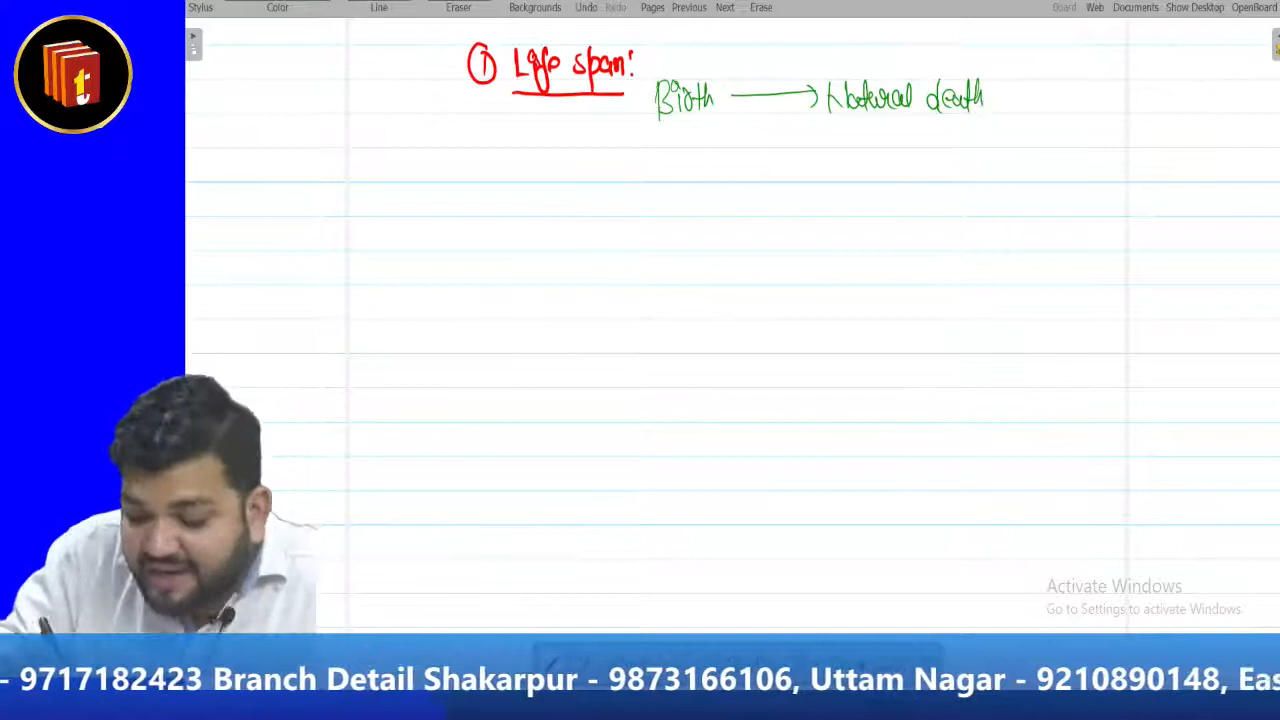 Stylus Color Line Eraser Backgrounds Undo Redo Pages Previous Next Erase Board Web Documents Show Desktop OpenBoard
① Life span:
Birth → Natural death
t
Activate Windows
Go to Settings to activate Windows.
- 9717182423 Branch Detail Shakarpur - 9873166106, Uttam Nagar - 9210890148, Eas